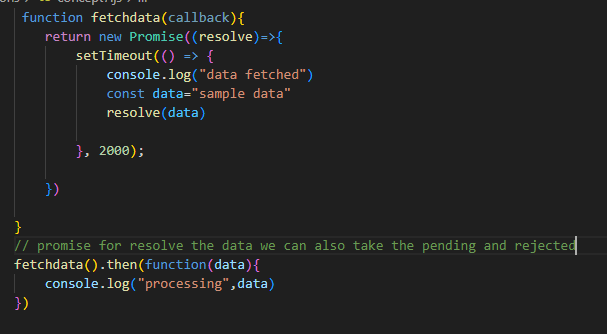 function fetchdata(callback){
return new Promise((resolve)=>{
setTimeout(() => {
console.log("data fetched")
const data="sample data"
resolve(data)
}, 2000);
})
}
// promise for resolve the data we can also take the pending and rejected
fetchdata().then(function(data){
console.log("processing",data)
})